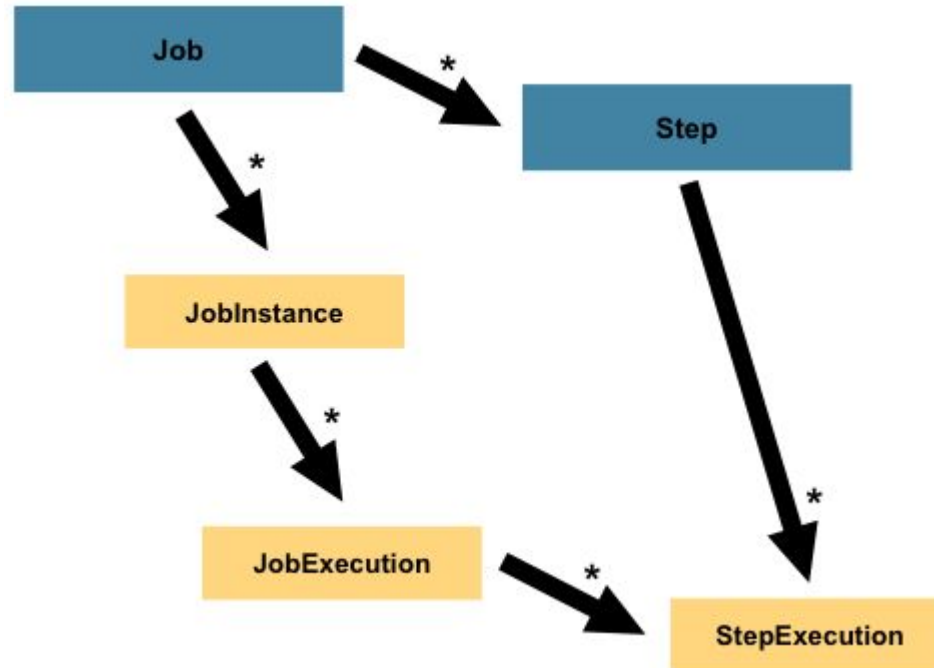 Job
*
Step
*
JobInstance
*
*
JobExecution
*
StepExecution